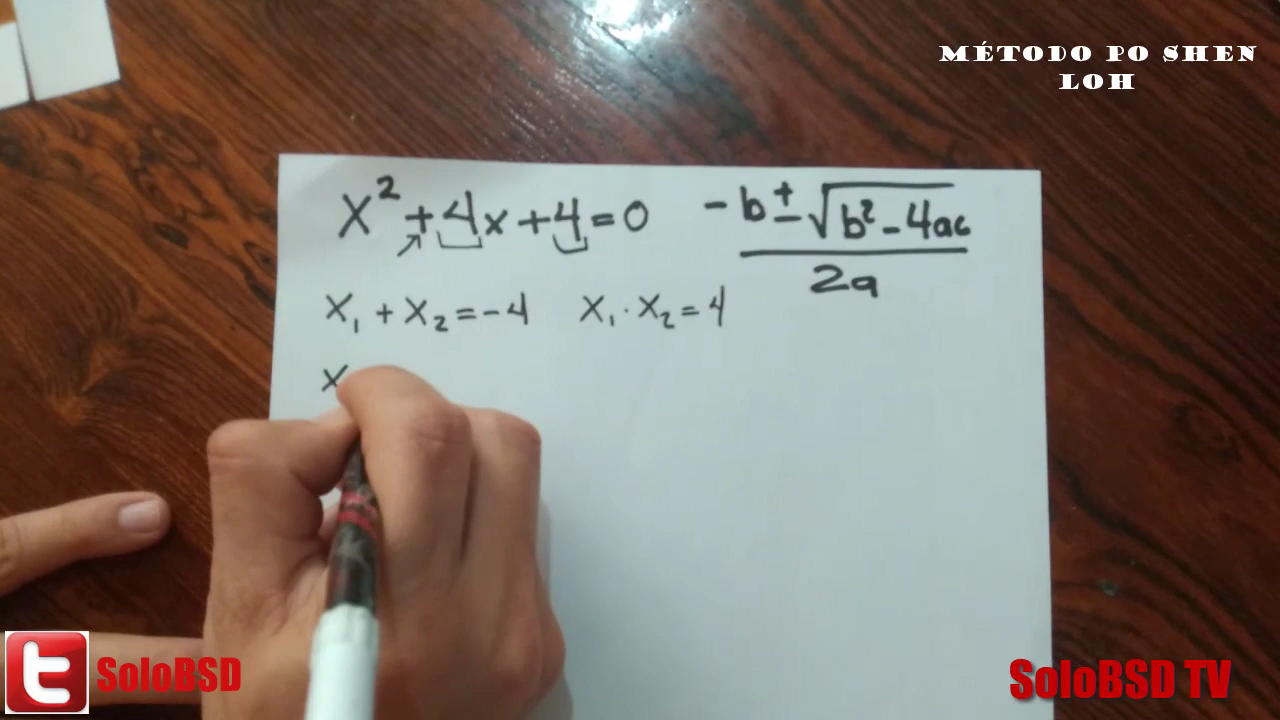 MÉTODO PO SHEN
LOH
X² + 4x + 4 = 0
-b ± √b² - 4ac
2a
X₁ + X₂ = -4
X₁ · X₂ = 4
X
t
SoloBSD
SoloBSD TV